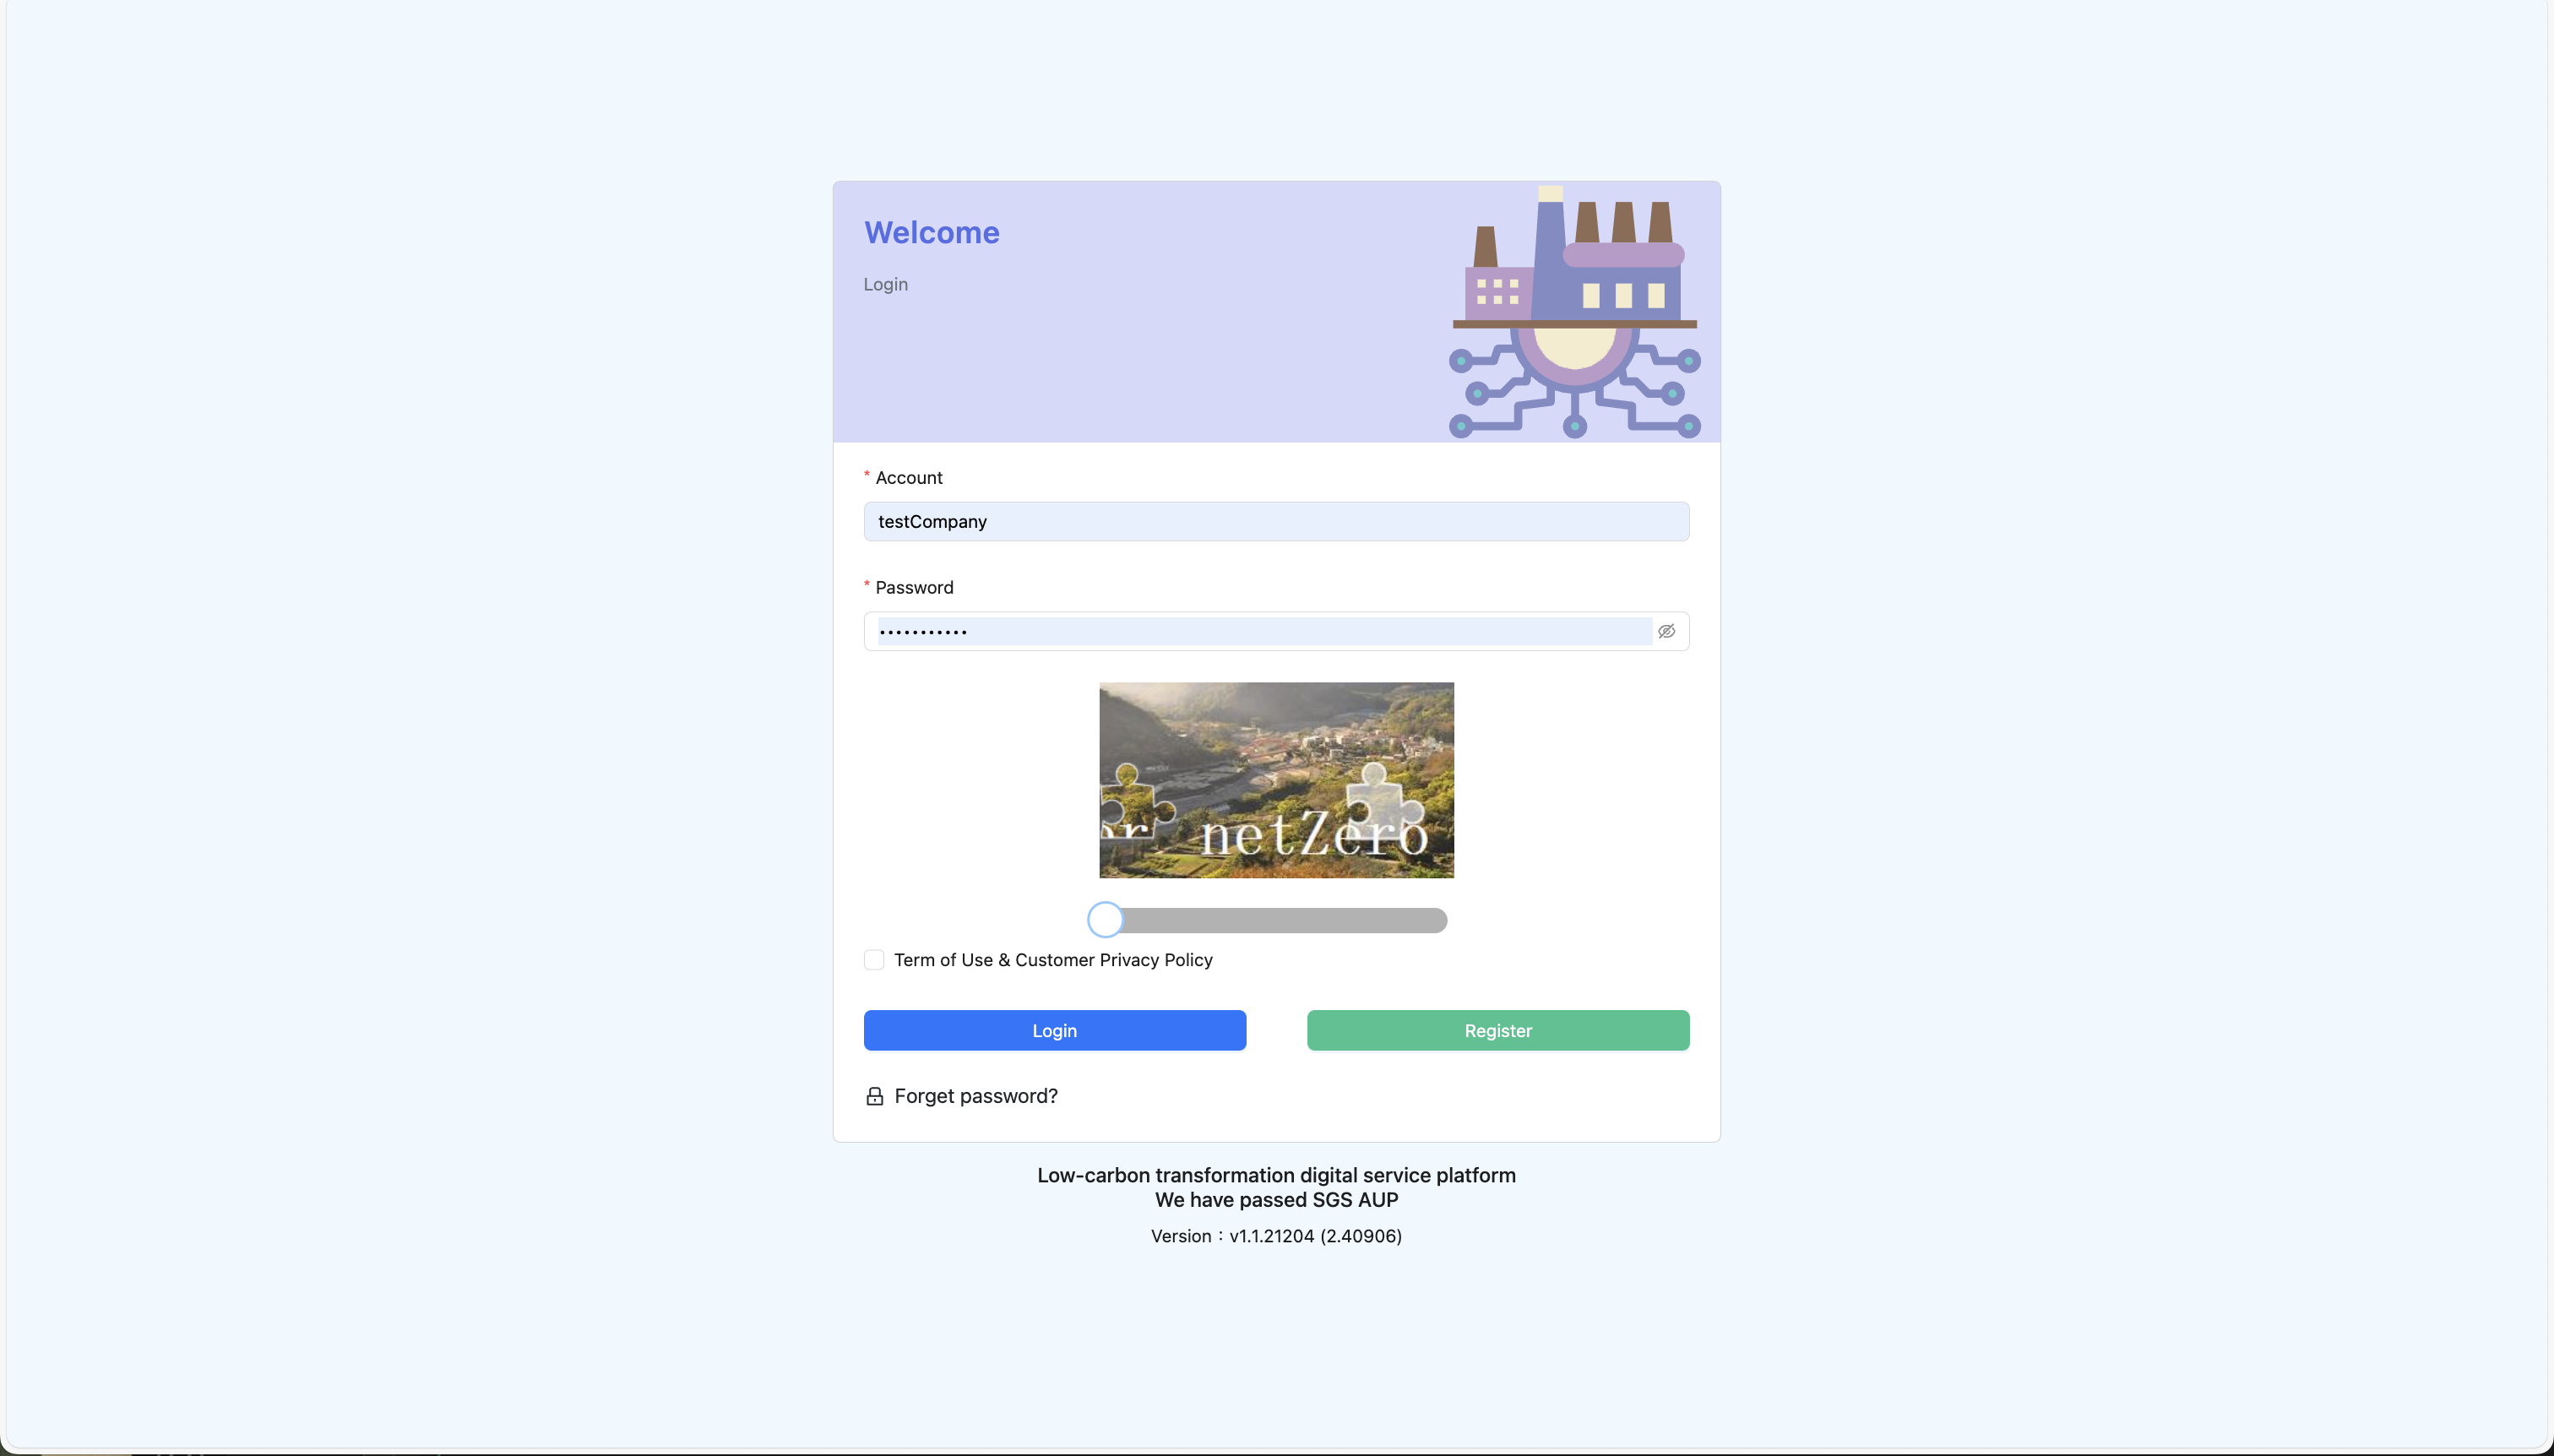 Welcome
Login
* Account
testCompany
* Password
•••••••••••
er netZero
Term of Use & Customer Privacy Policy
Login Register
Forget password?
Low-carbon transformation digital service platform
We have passed SGS AUP
Version：v1.1.21204 (2.40906)